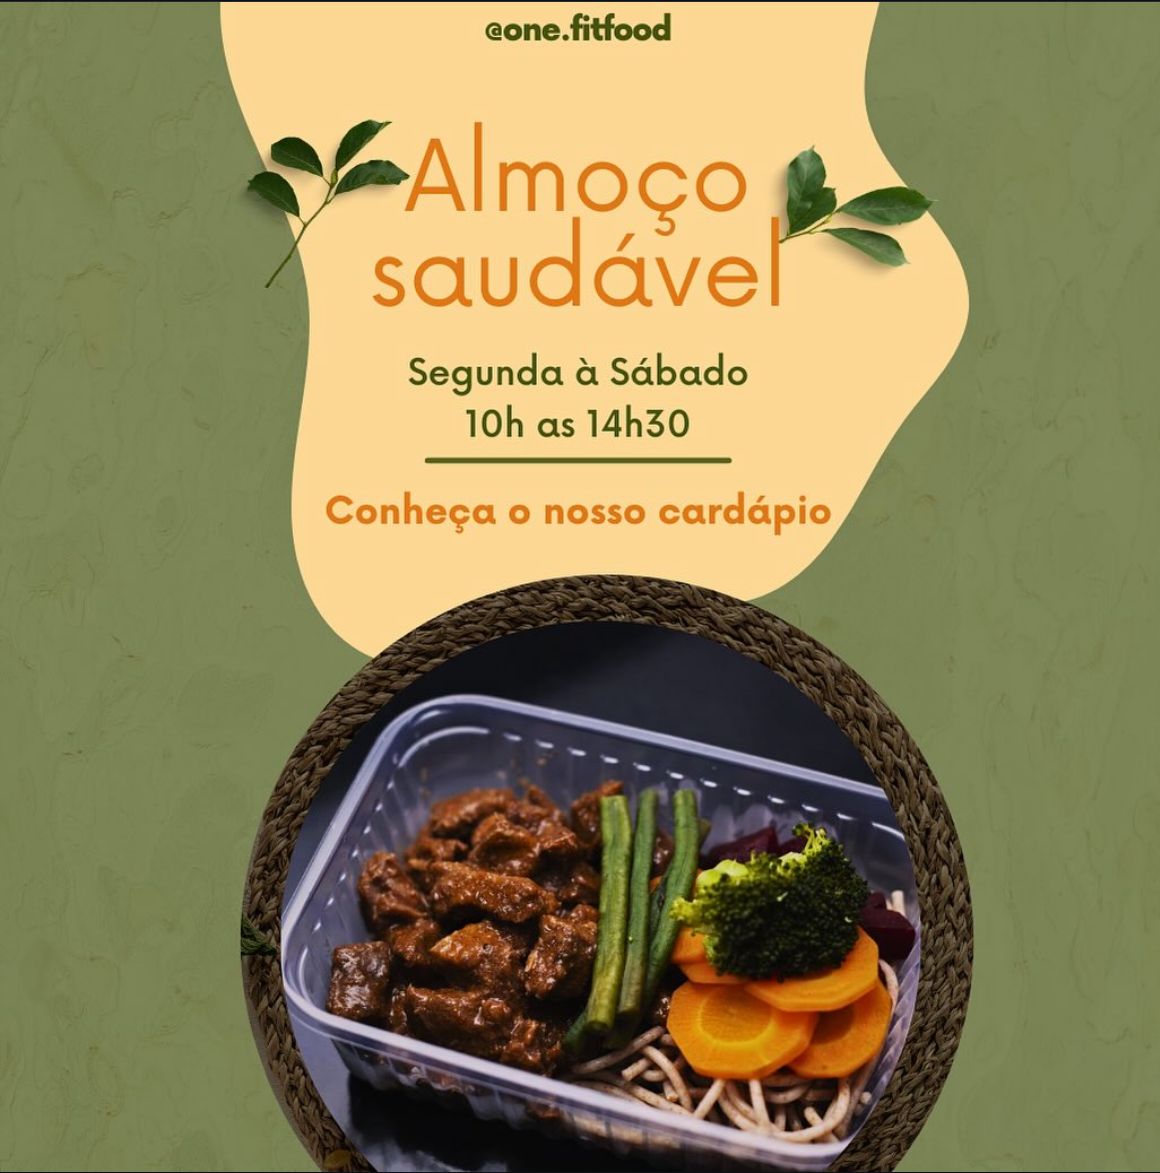 @one.fitfood
Almoço
saudável
Segunda à Sábado
10h as 14h30
Conheça o nosso cardápio